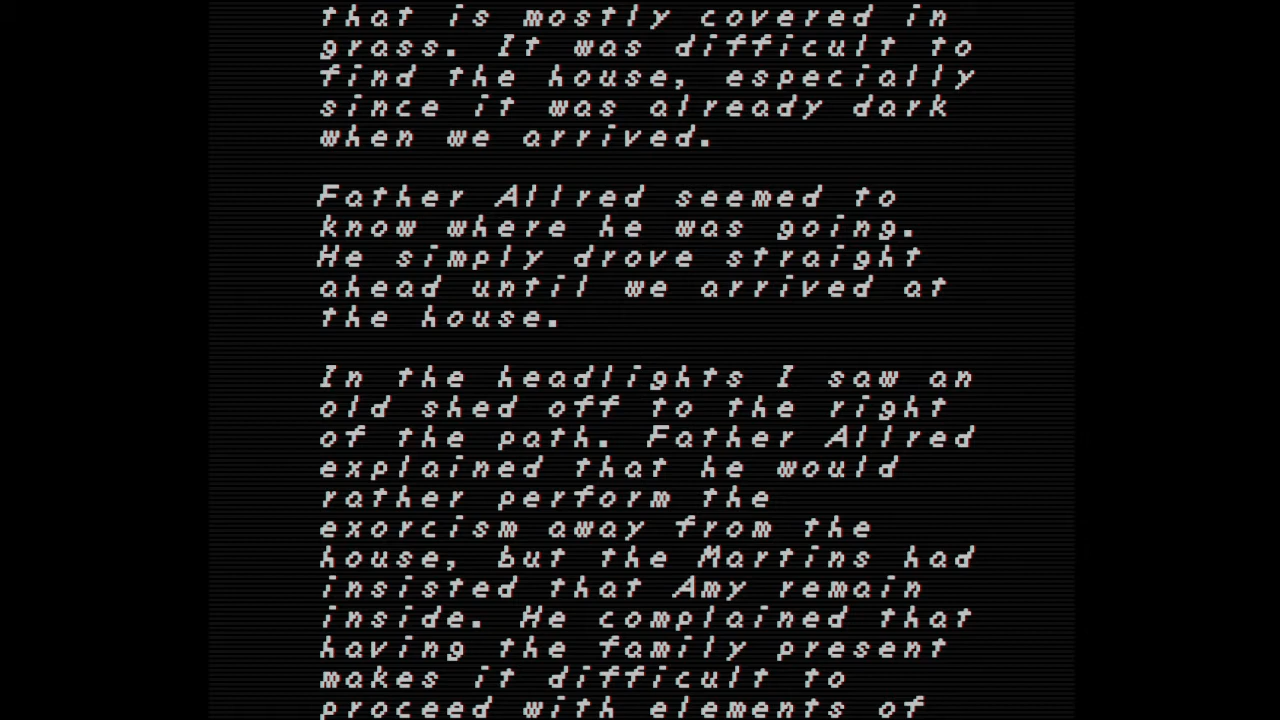 that is mostly covered in
grass. It was difficult to
find the house, especially
since it was already dark
when we arrived.
Father Allred seemed to
know where he was going.
He simply drove straight
ahead until we arrived at
the house.
In the headlights I saw an
old shed off to the right
of the path. Father Allred
explained that he would
rather perform the
exorcism away from the
house, but the Martins had
insisted that Amy remain
inside. He complained that
having the family present
makes it difficult to
proceed with elements of